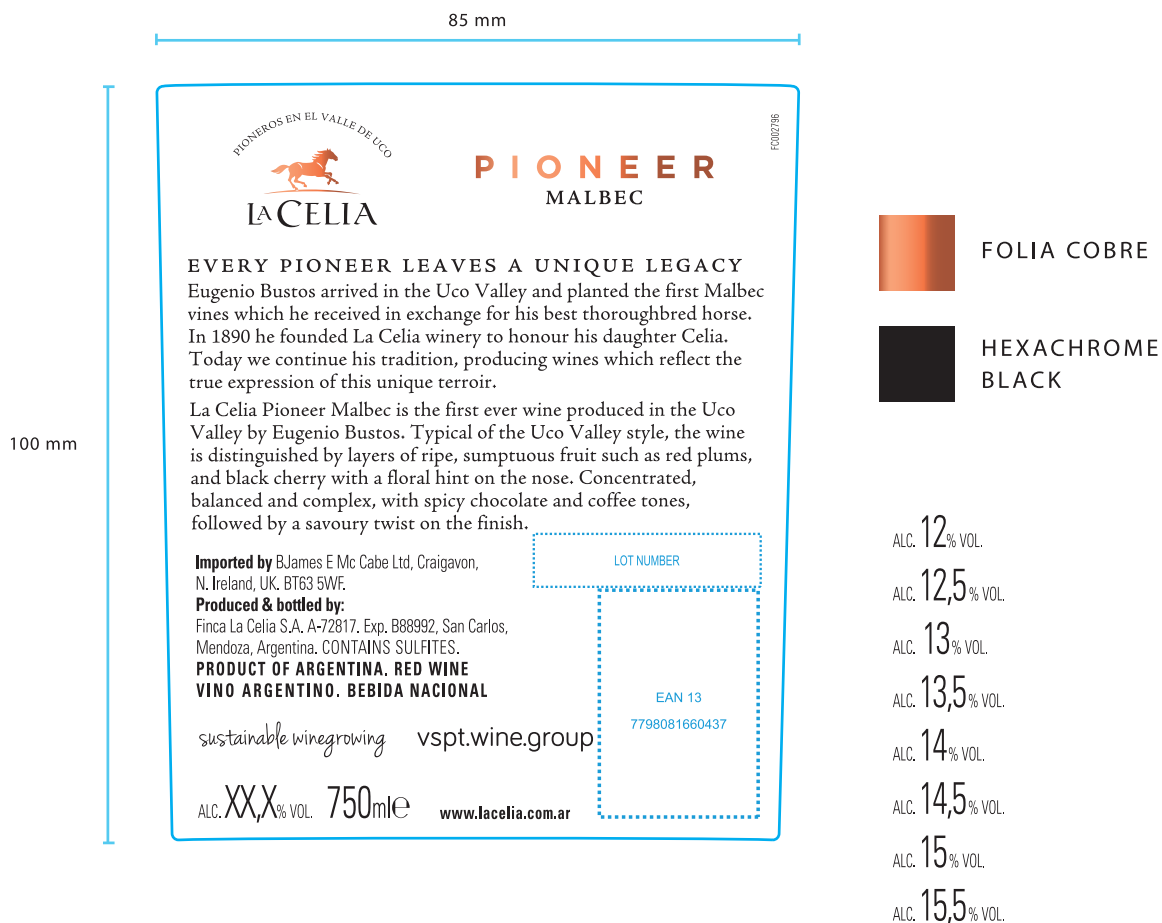 85 mm
100 mm
PIONEROS EN EL VALLE DE UCO
LA CELIA
PIONEER
MALBEC
FC002796
EVERY PIONEER LEAVES A UNIQUE LEGACY
Eugenio Bustos arrived in the Uco Valley and planted the first Malbec
vines which he received in exchange for his best thoroughbred horse.
In 1890 he founded La Celia winery to honour his daughter Celia.
Today we continue his tradition, producing wines which reflect the
true expression of this unique terroir.
La Celia Pioneer Malbec is the first ever wine produced in the Uco
Valley by Eugenio Bustos. Typical of the Uco Valley style, the wine
is distinguished by layers of ripe, sumptuous fruit such as red plums,
and black cherry with a floral hint on the nose. Concentrated,
balanced and complex, with spicy chocolate and coffee tones,
followed by a savoury twist on the finish.
Imported by BJames E Mc Cabe Ltd, Craigavon,
N. Ireland, UK. BT63 5WF.
Produced & bottled by:
Finca La Celia S.A. A-72817. Exp. B88992, San Carlos,
Mendoza, Argentina. CONTAINS SULFITES.
PRODUCT OF ARGENTINA. RED WINE
VINO ARGENTINO. BEBIDA NACIONAL
sustainable winegrowing
vspt.wine.group
ALC. XX,X% VOL. 750ml℮
www.lacelia.com.ar
LOT NUMBER
EAN 13
7798081660437
FOLIA COBRE
HEXACHROME
BLACK
ALC. 12% VOL.
ALC. 12,5% VOL.
ALC. 13% VOL.
ALC. 13,5% VOL.
ALC. 14% VOL.
ALC. 14,5% VOL.
ALC. 15% VOL.
ALC. 15,5% VOL.